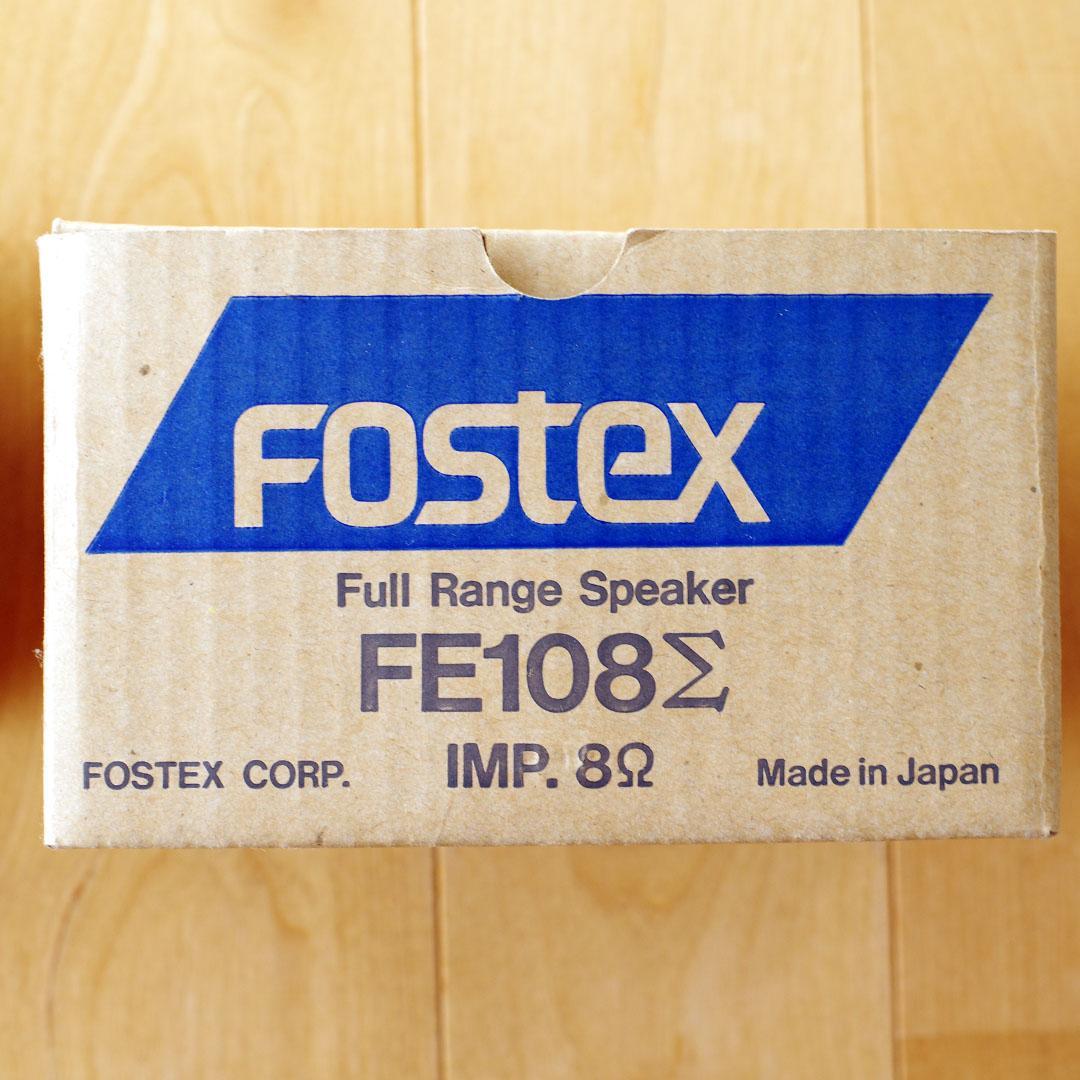 FOSTEX
Full Range Speaker
FE108Σ
FOSTEX CORP. IMP. 8Ω Made in Japan